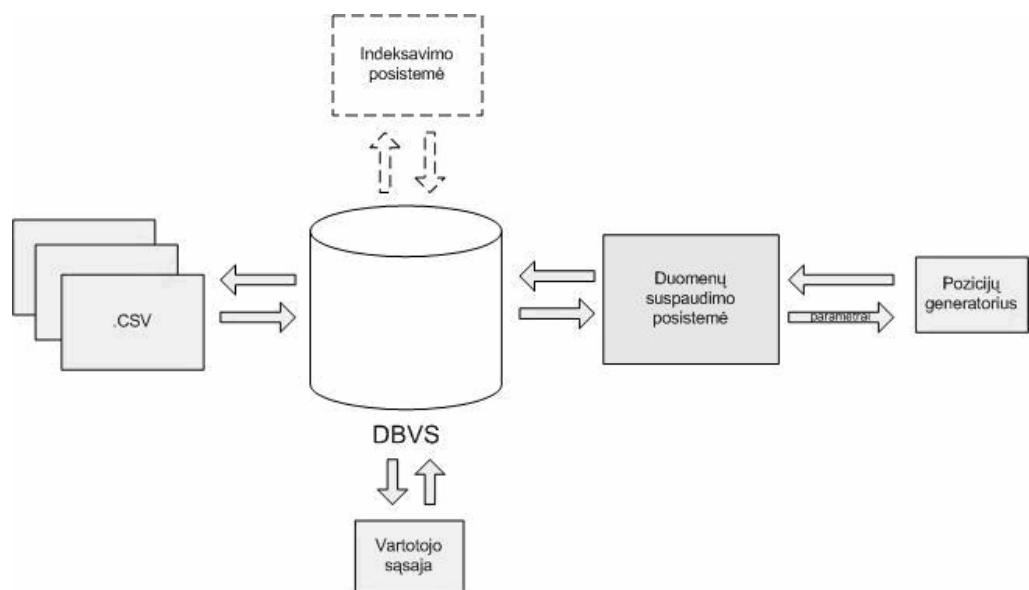 Indeksavimo
posistemė
.CSV
Duomenų
suspaudimo
posistemė
Pozicijų
generatorius
parametrai
DBVS
Vartotojo
sąsaja